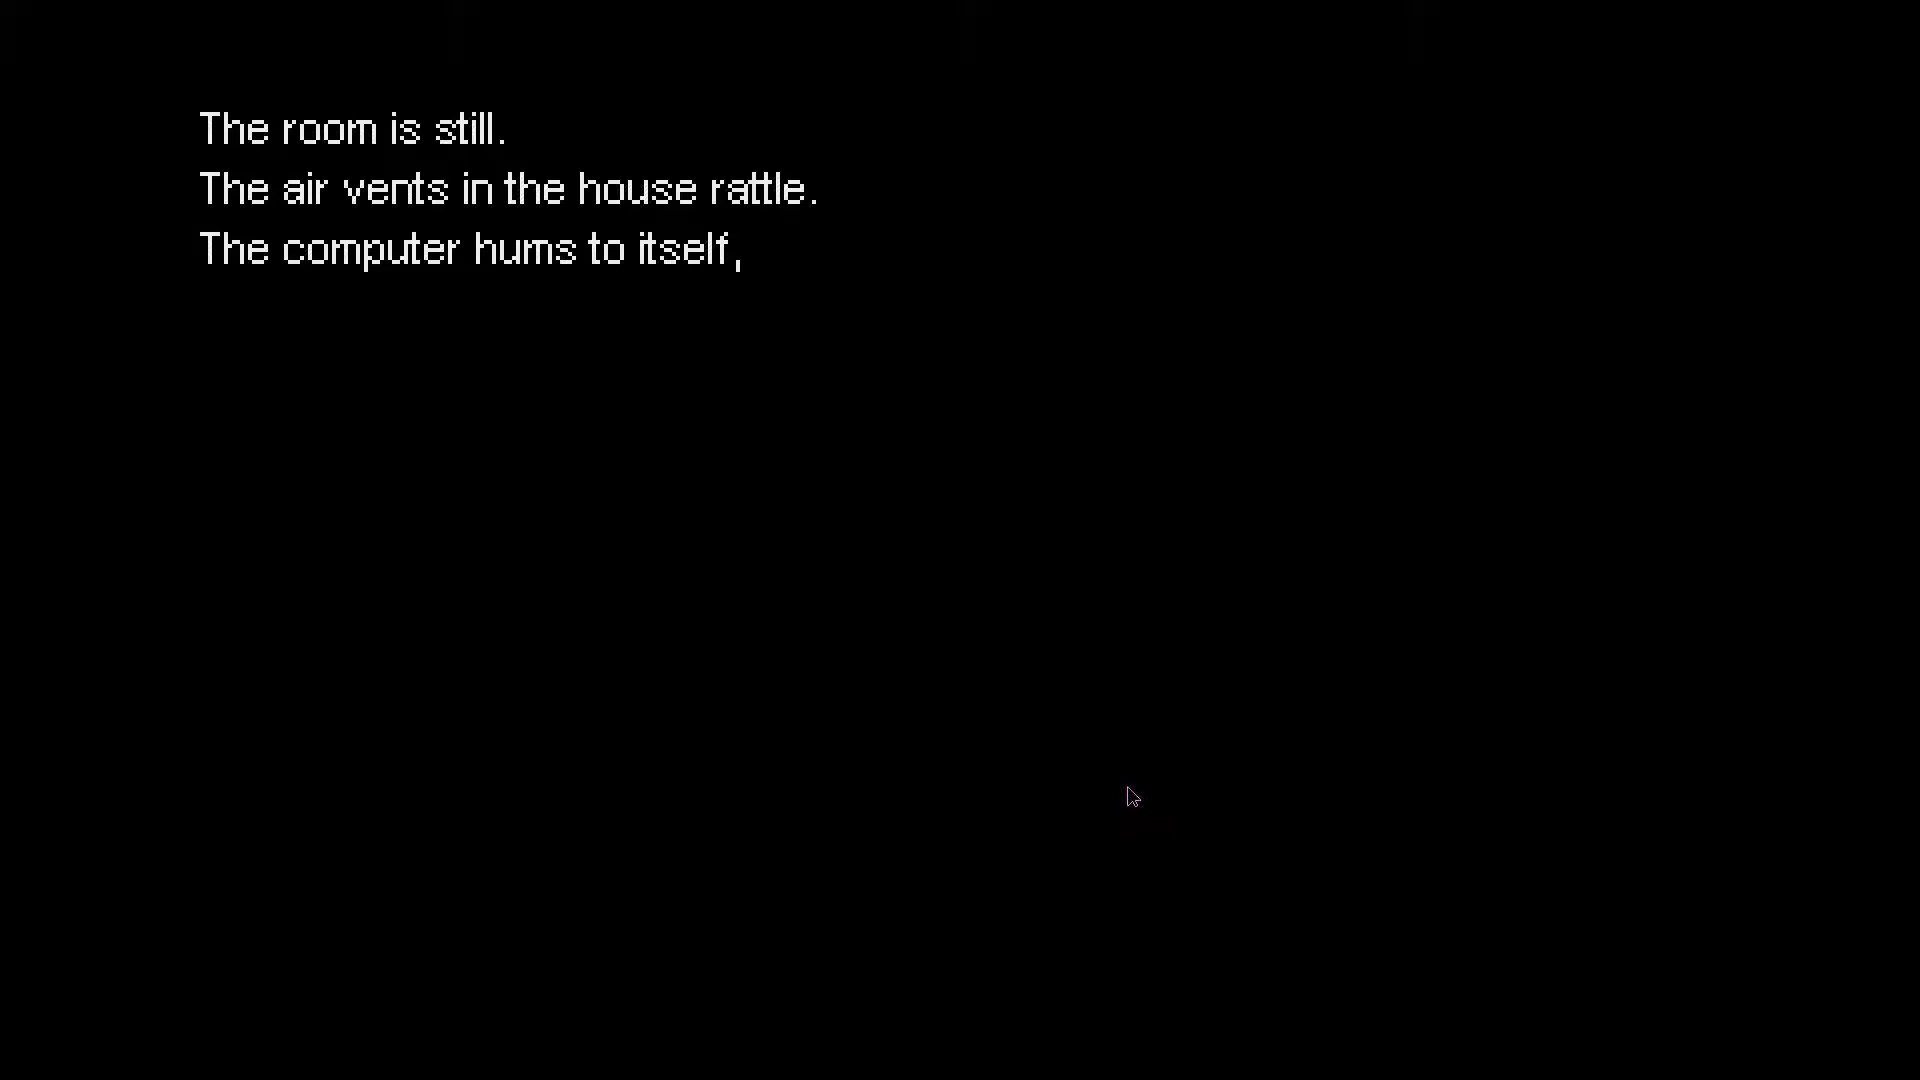 The room is still.
The air vents in the house rattle.
The computer hums to itself,